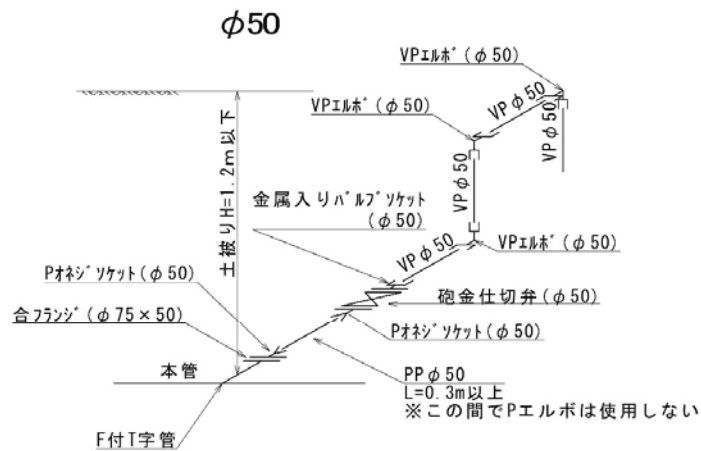 φ50
VPエルボ(φ50)
VPφ50
VPエルボ(φ50)
VPφ50
土被りH=1.2m以下
金属入りバルブソケット
(φ50)
VPφ50
VPエルボ(φ50)
VPφ50
Pオネジソケット(φ50)
砲金仕切弁(φ50)
合フランジ(φ75×50)
Pオネジソケット(φ50)
本管
PPφ50
L=0.3m以上
※この間でPエルボは使用しない
F付T字管